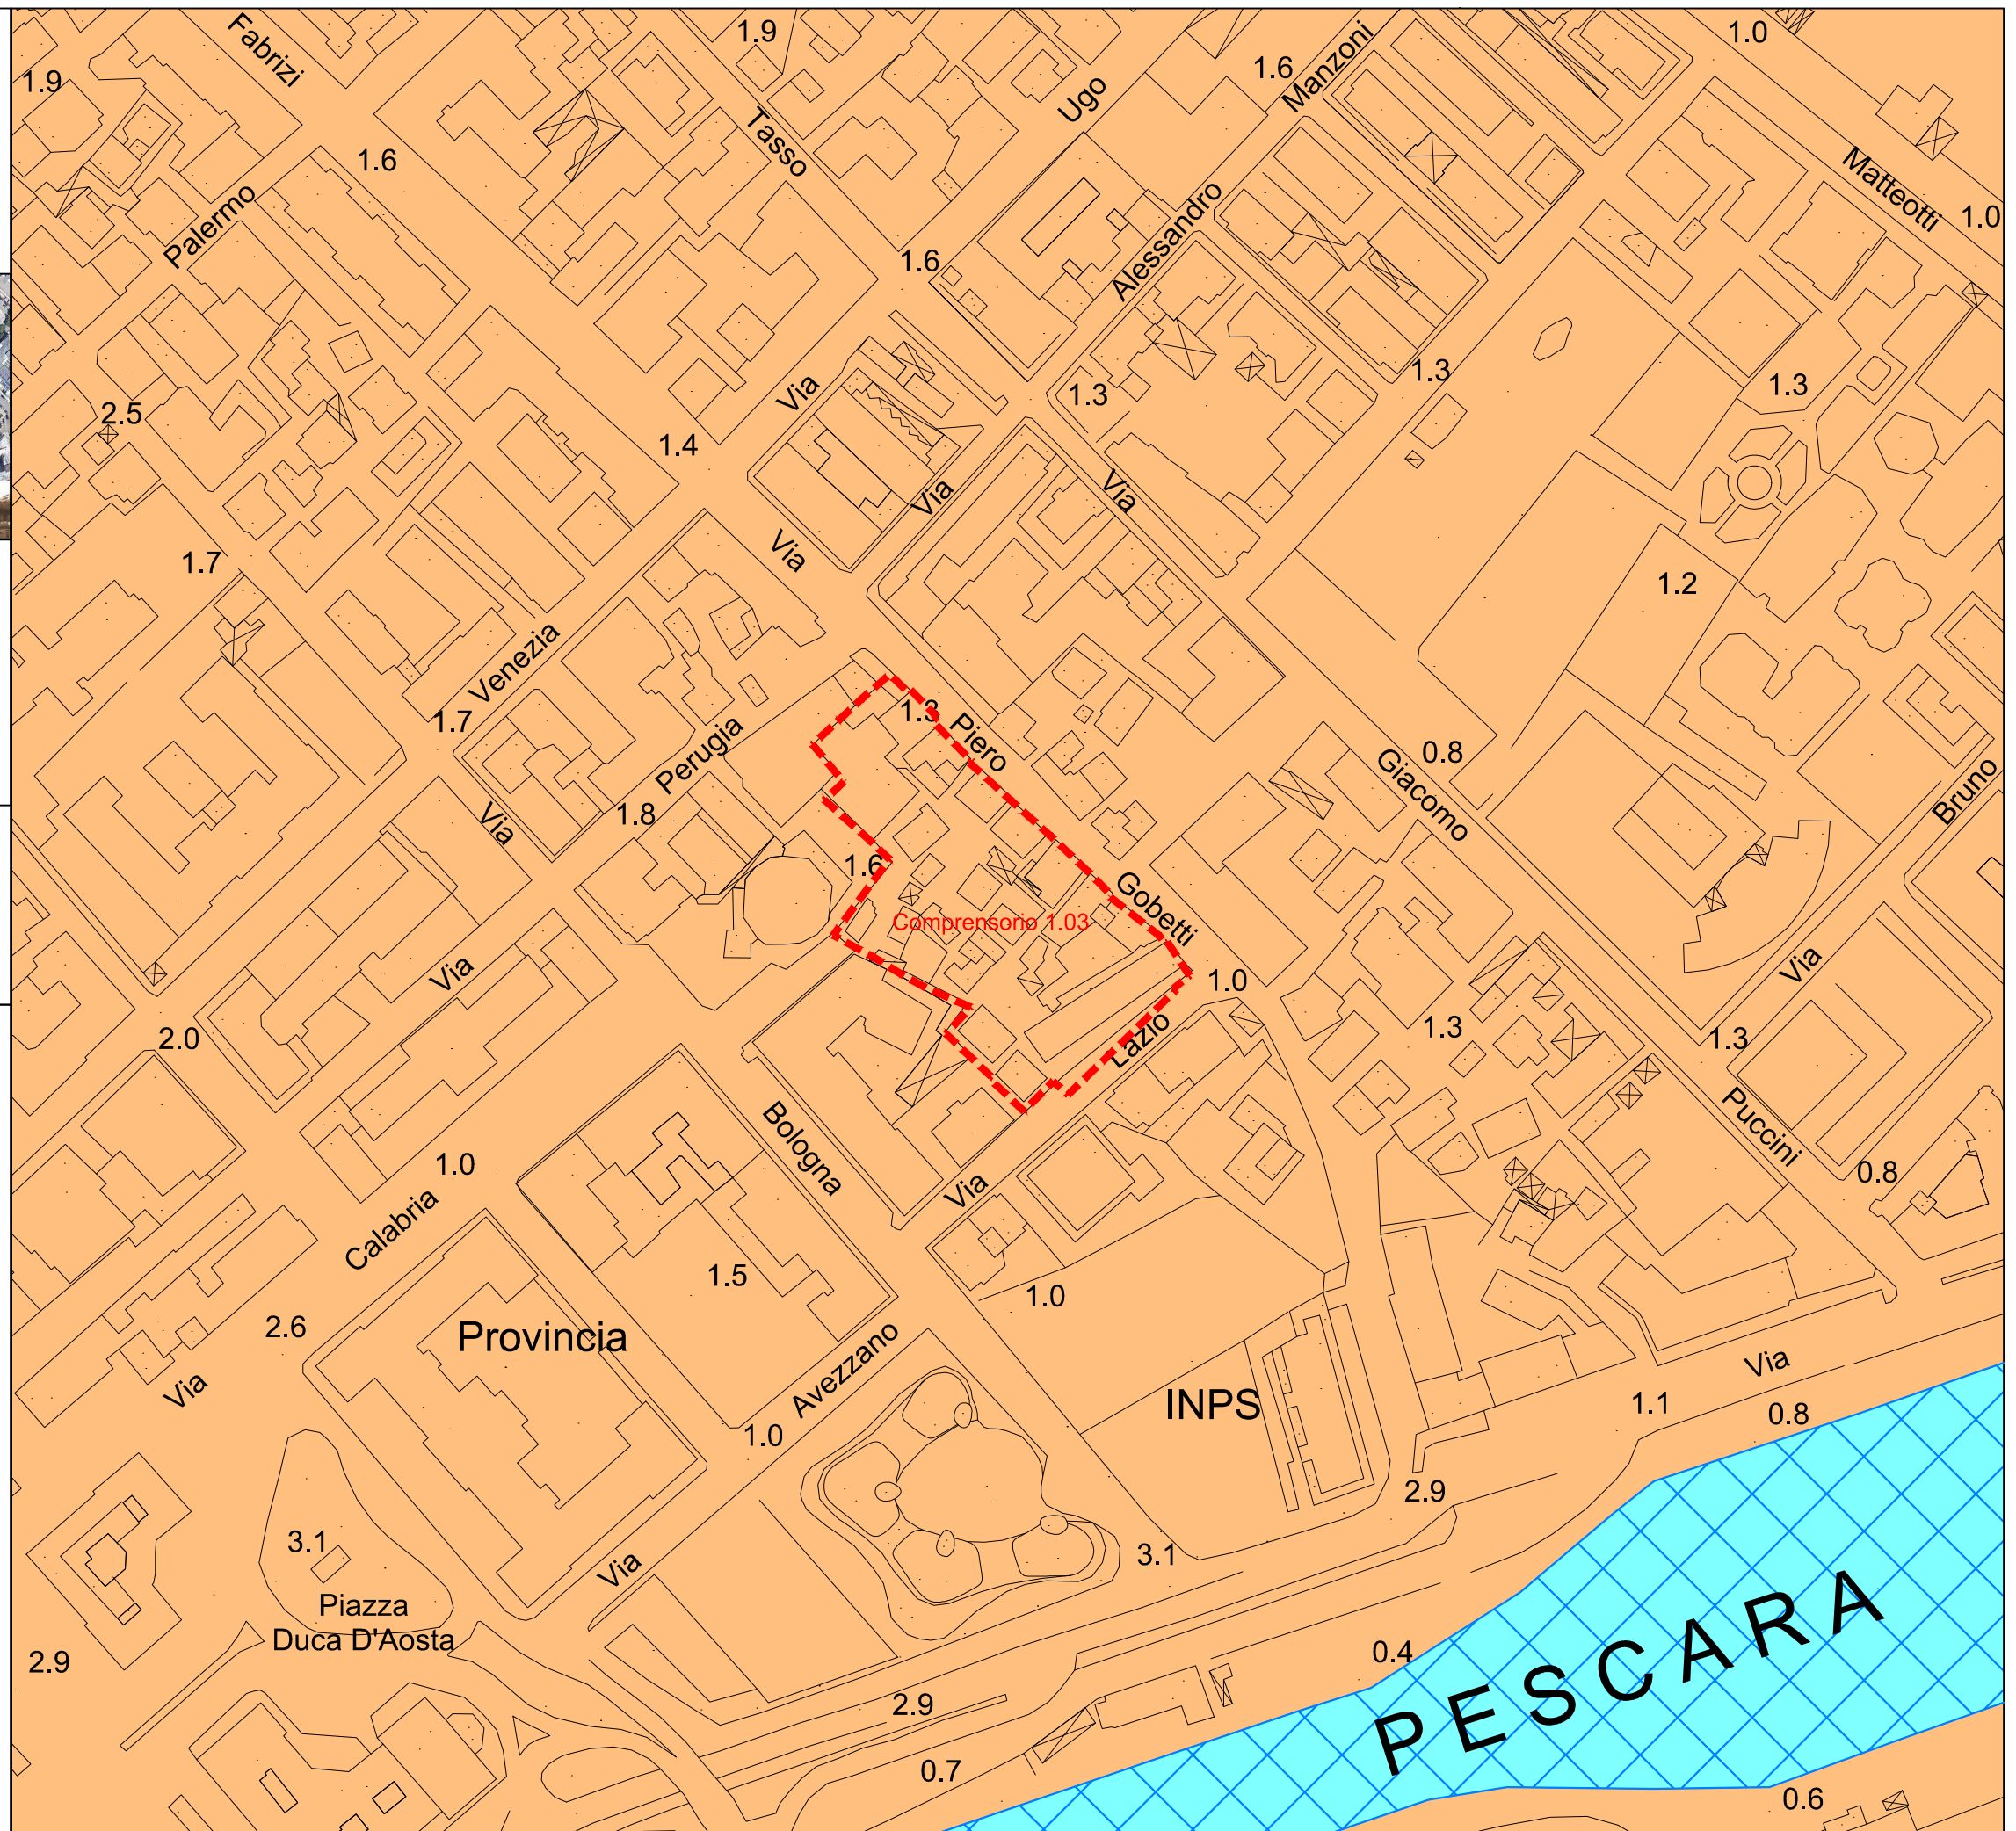 Fabrizi
1.9
1.0
1.9
1.6
Manzoni
Ugo
Tasso
1.6
Matteotti
1.0
Palermo
Alessandro
1.6
2.5
Via
1.3
1.3
1.3
1.4
Via
Via
Via
1.7
1.2
Venezia
1.7
1.3
Piero
Perugia
0.8
Giacomo
Bruno
1.8
Via
1.6
Gobetti
Comprensorio 1.03
Via
1.0
Via
2.0
Lazio
1.3
1.3
Bologna
Puccini
1.0
Via
0.8
Calabria
1.5
1.0
2.6
Provincia
Avezzano
Via
Via
INPS
1.1
0.8
1.0
2.9
3.1
3.1
Via
Piazza
Duca D'Aosta
2.9
0.4
PESCARA
2.9
0.7
0.6